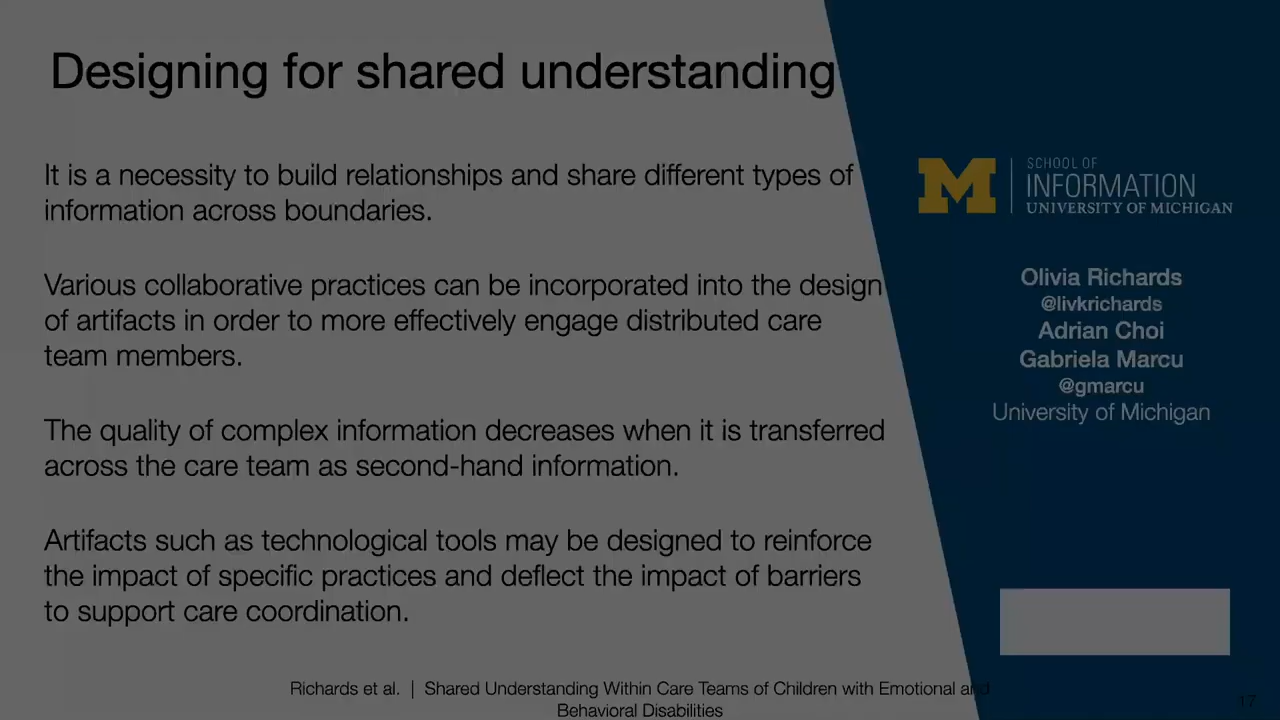 Designing for shared understanding
It is a necessity to build relationships and share different types of
information across boundaries.
Various collaborative practices can be incorporated into the design
of artifacts in order to more effectively engage distributed care
team members.
The quality of complex information decreases when it is transferred
across the care team as second-hand information.
Artifacts such as technological tools may be designed to reinforce
the impact of specific practices and deflect the impact of barriers
to support care coordination.
M
SCHOOL OF
INFORMATION
UNIVERSITY OF MICHIGAN
Olivia Richards
@livkrichards
Adrian Choi
Gabriela Marcu
@gmarcu
University of Michigan
Richards et al. | Shared Understanding Within Care Teams of Children with Emotional and
Behavioral Disabilities
17